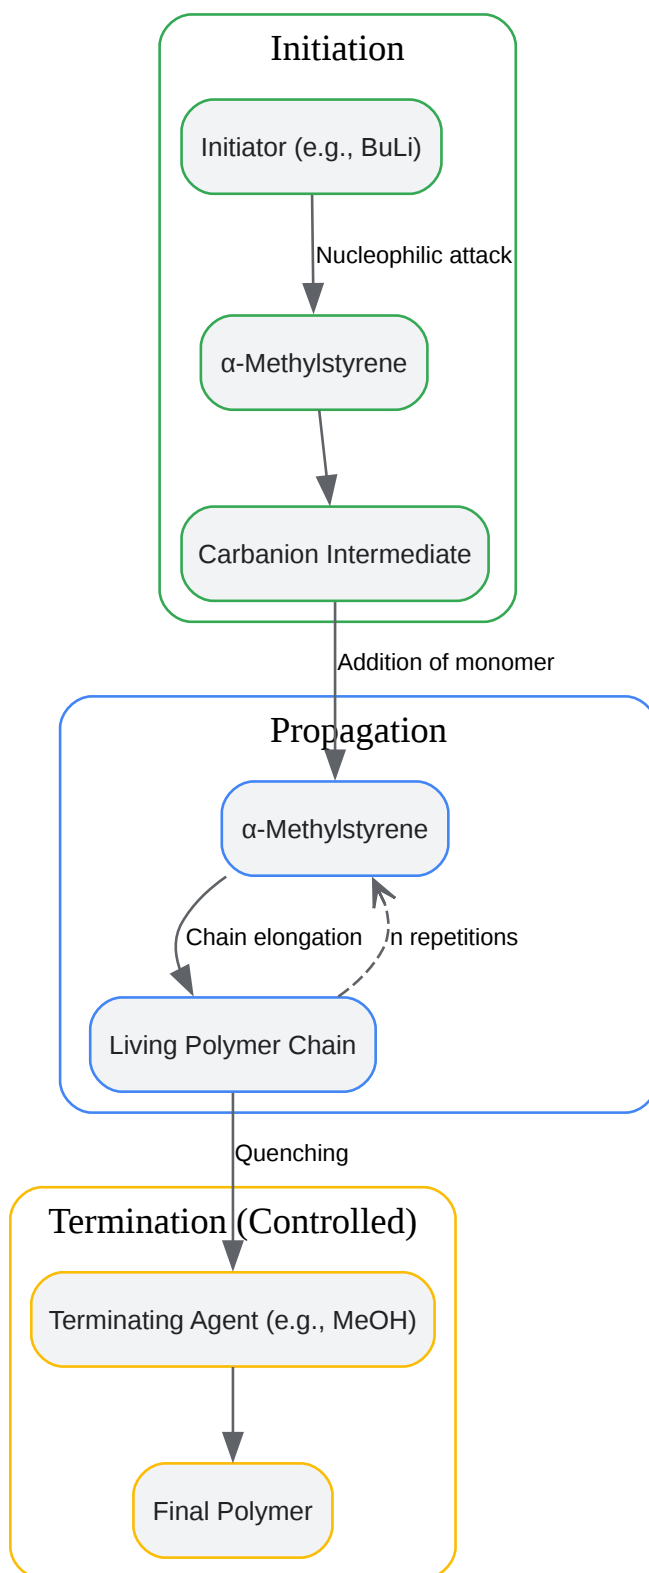 Initiation
Initiator (e.g., BuLi)
Nucleophilic attack
α-Methylstyrene
Carbanion Intermediate
Addition of monomer
Propagation
α-Methylstyrene
Chain elongation
n repetitions
Living Polymer Chain
Quenching
Termination (Controlled)
Terminating Agent (e.g., MeOH)
Final Polymer